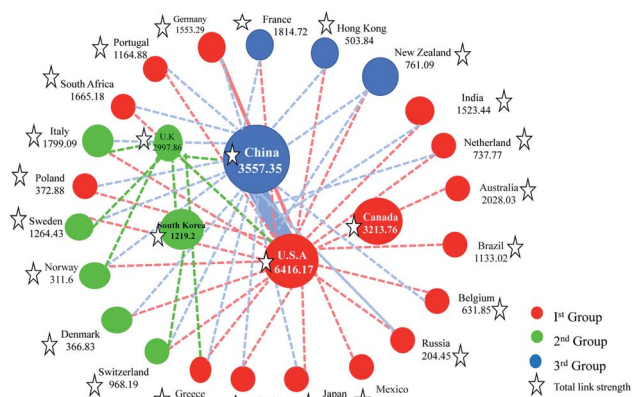 Germany
1553.29
France
1814.72
Hong Kong
503.84
Portugal
1164.88
New Zealand
761.09
South Africa
1665.18
India
1523.44
Italy
1799.09
U.K
2997.86
China
3557.35
Netherland
737.77
Poland
372.88
Australia
2028.03
Sweden
1264.43
South Korea
1219.2
Canada
3213.76
Brazil
1133.02
U.S.A
6416.17
Norway
311.6
Belgium
631.85
Denmark
366.83
Russia
204.45
Switzerland
968.19
Greece
Japan
Mexico
1st Group
2nd Group
3rd Group
Total link strength